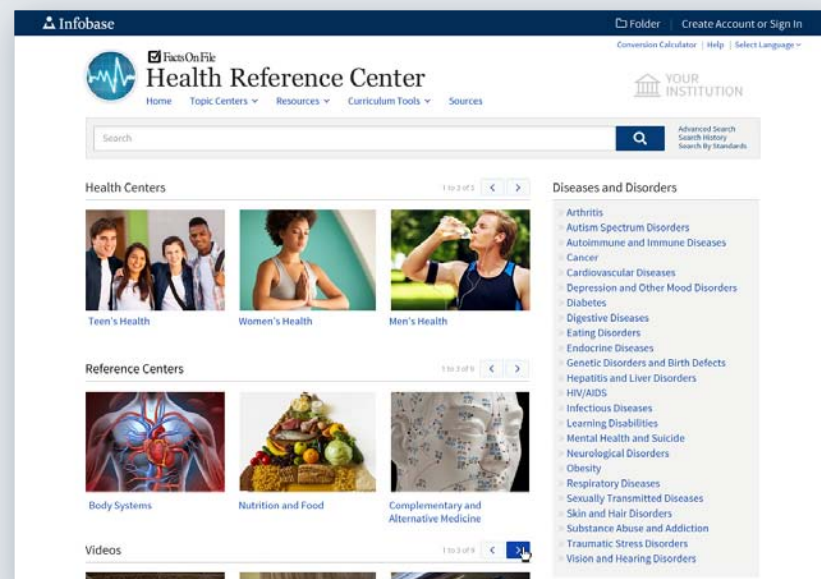 Infobase
Folder | Create Account or Sign In
Conversion Calculator | Help | Select Language
FactsOnFile
Health Reference Center
Home Topic Centers Resources Curriculum Tools Sources
YOUR
INSTITUTION
Search
Advanced Search
Search History
Search By Standards
Health Centers
Teen's Health
Women's Health
Men's Health
Reference Centers
Body Systems
Nutrition and Food
Complementary and
Alternative Medicine
Videos
1 to 3 of 9
Diseases and Disorders
Arthritis
Autism Spectrum Disorders
Autoimmune and Immune Diseases
Cancer
Cardiovascular Diseases
Depression and Other Mood Disorders
Diabetes
Digestive Diseases
Eating Disorders
Endocrine Diseases
Genetic Disorders and Birth Defects
Hepatitis and Liver Disorders
HIV/AIDS
Infectious Diseases
Learning Disabilities
Mental Health and Suicide
Neurological Disorders
Obesity
Respiratory Diseases
Sexually Transmitted Diseases
Skin and Hair Disorders
Substance Abuse and Addiction
Traumatic Stress Disorders
Vision and Hearing Disorders